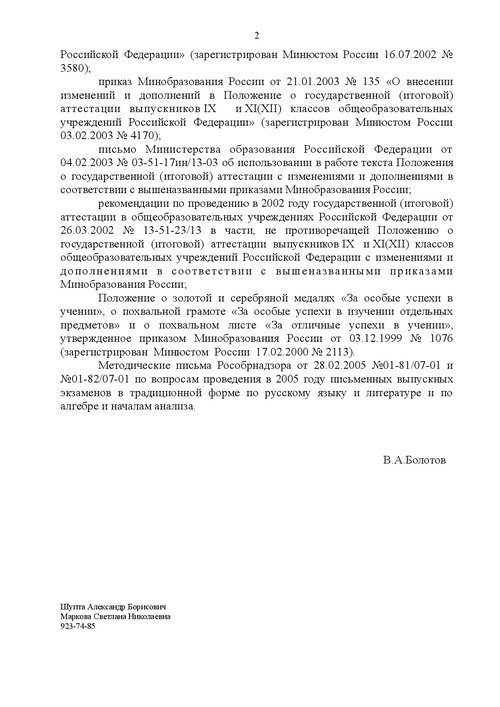 2
Российской Федерации» (зарегистрирован Минюстом России 16.07.2002 №
3580);
приказ Минобразования России от 21.01.2003 № 135 «О внесении
изменений и дополнений в Положение о государственной (итоговой)
аттестации выпускников IX и XI(XII) классов общеобразовательных
учреждений Российской Федерации» (зарегистрирован Минюстом России
03.02.2003 № 4170);
письмо Министерства образования Российской Федерации от
04.02.2003 № 03-51-17ин/13-03 об использовании в работе текста Положения
о государственной (итоговой) аттестации с изменениями и дополнениями в
соответствии с вышеназванными приказами Минобразования России;
рекомендации по проведению в 2002 году государственной (итоговой)
аттестации в общеобразовательных учреждениях Российской Федерации от
26.03.2002 № 13-51-23/13 в части, не противоречащей Положению о
государственной (итоговой) аттестации выпускников IX и XI(XII) классов
общеобразовательных учреждений Российской Федерации с изменениями и
дополнениями в соответствии с вышеназванными приказами
Минобразования России;
Положение о золотой и серебряной медалях «За особые успехи в
учении», о похвальной грамоте «За особые успехи в изучении отдельных
предметов» и о похвальном листе «За отличные успехи в учении»,
утвержденное приказом Минобразования России от 03.12.1999 № 1076
(зарегистрирован Минюстом России 17.02.2000 № 2113).
Методические письма Рособрнадзора от 28.02.2005 №01-81/07-01 и
№01-82/07-01 по вопросам проведения в 2005 году письменных выпускных
экзаменов в традиционной форме по русскому языку и литературе и по
алгебре и началам анализа.
В.А.Болотов
Шупта Александр Борисович
Маркова Светлана Николаевна
923-74-85